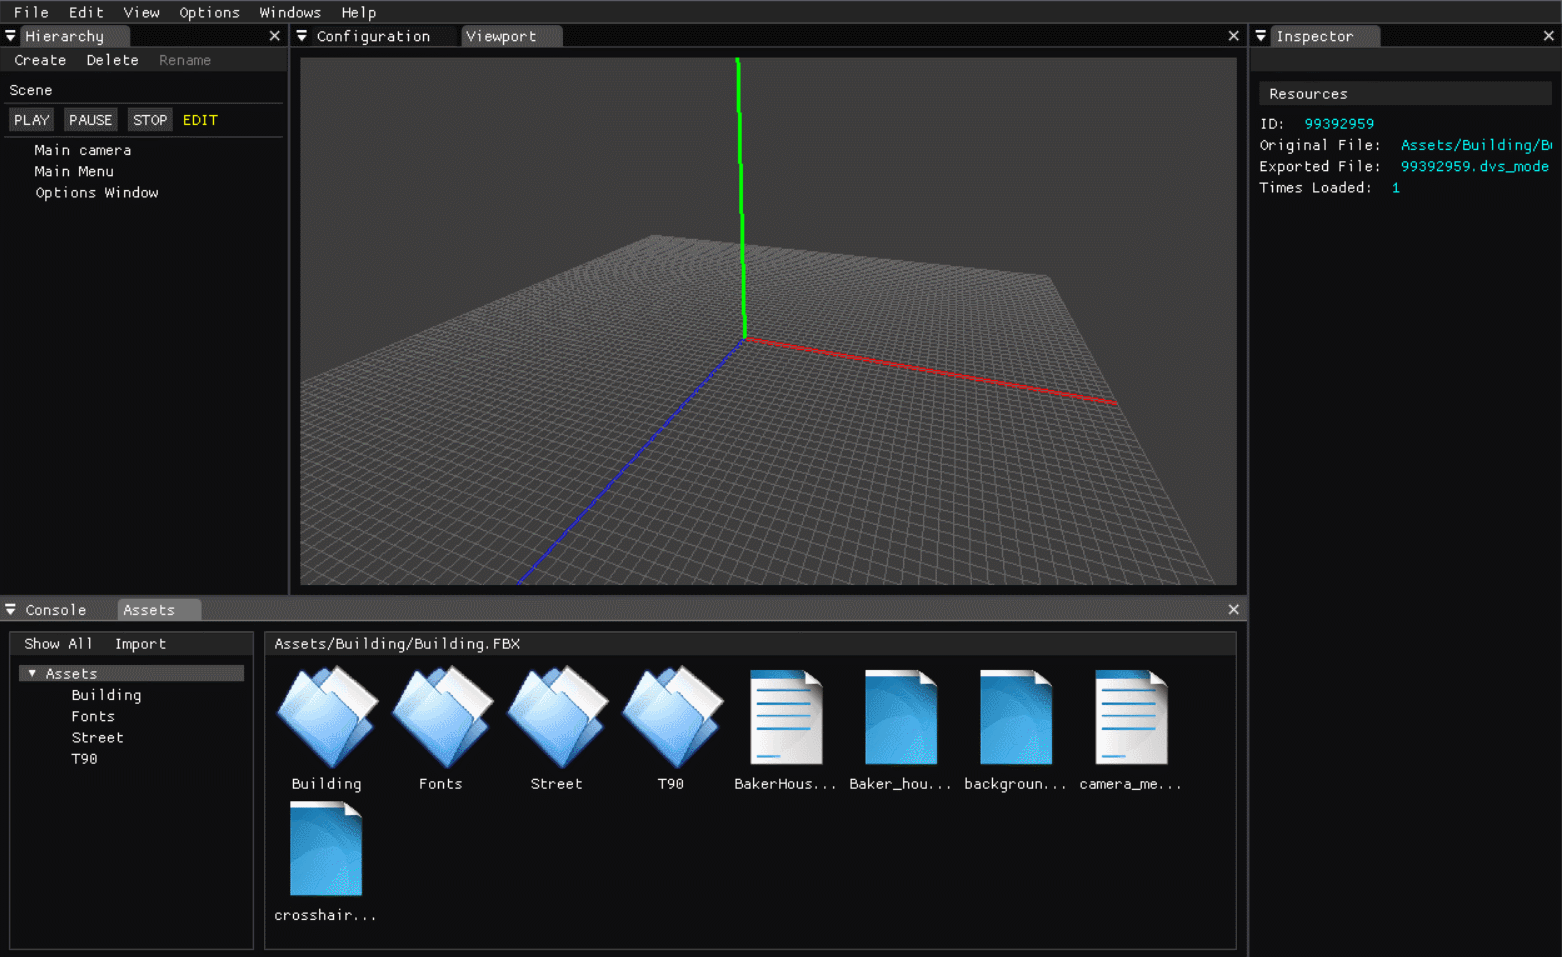 File Edit View Options Windows Help
Hierarchy
Create Delete Rename
Scene
PLAY PAUSE STOP EDIT
Main camera
Main Menu
Options Window
Configuration Viewport
Inspector
Resources
ID: 99392959
Original File: Assets/Building/B
Exported File: 99392959.dvs_mode
Times Loaded: 1
Console Assets
Show All Import
Assets
Building
Fonts
Street
T90
Assets/Building/Building.FBX
Building Fonts Street T90 BakerHous... Baker_hou... backgroun... camera_me...
crosshair...